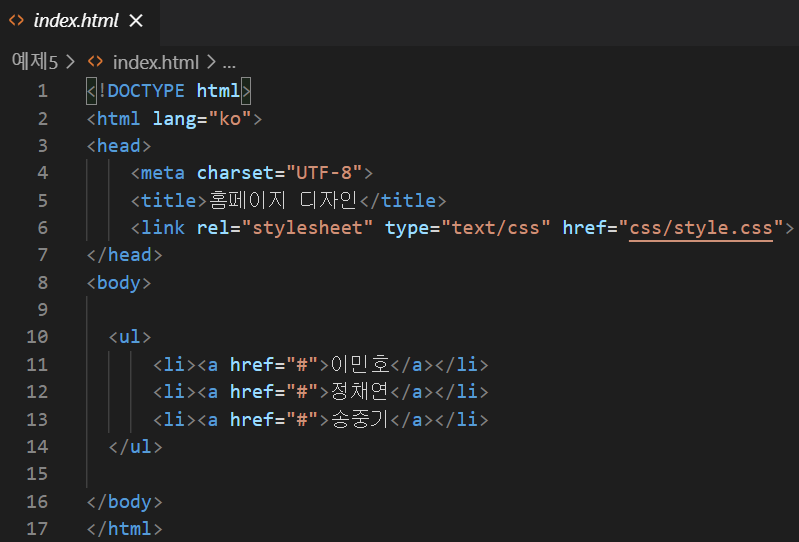 <> index.html ×
예제5 > <> index.html > ...
1 <!DOCTYPE html>
2 <html lang="ko">
3 <head>
4     <meta charset="UTF-8">
5     <title>홈페이지 디자인</title>
6     <link rel="stylesheet" type="text/css" href="css/style.css">
7 </head>
8 <body>
9
10   <ul>
11       <li><a href="#">이민호</a></li>
12       <li><a href="#">정채연</a></li>
13       <li><a href="#">송중기</a></li>
14   </ul>
15
16 </body>
17 </html>